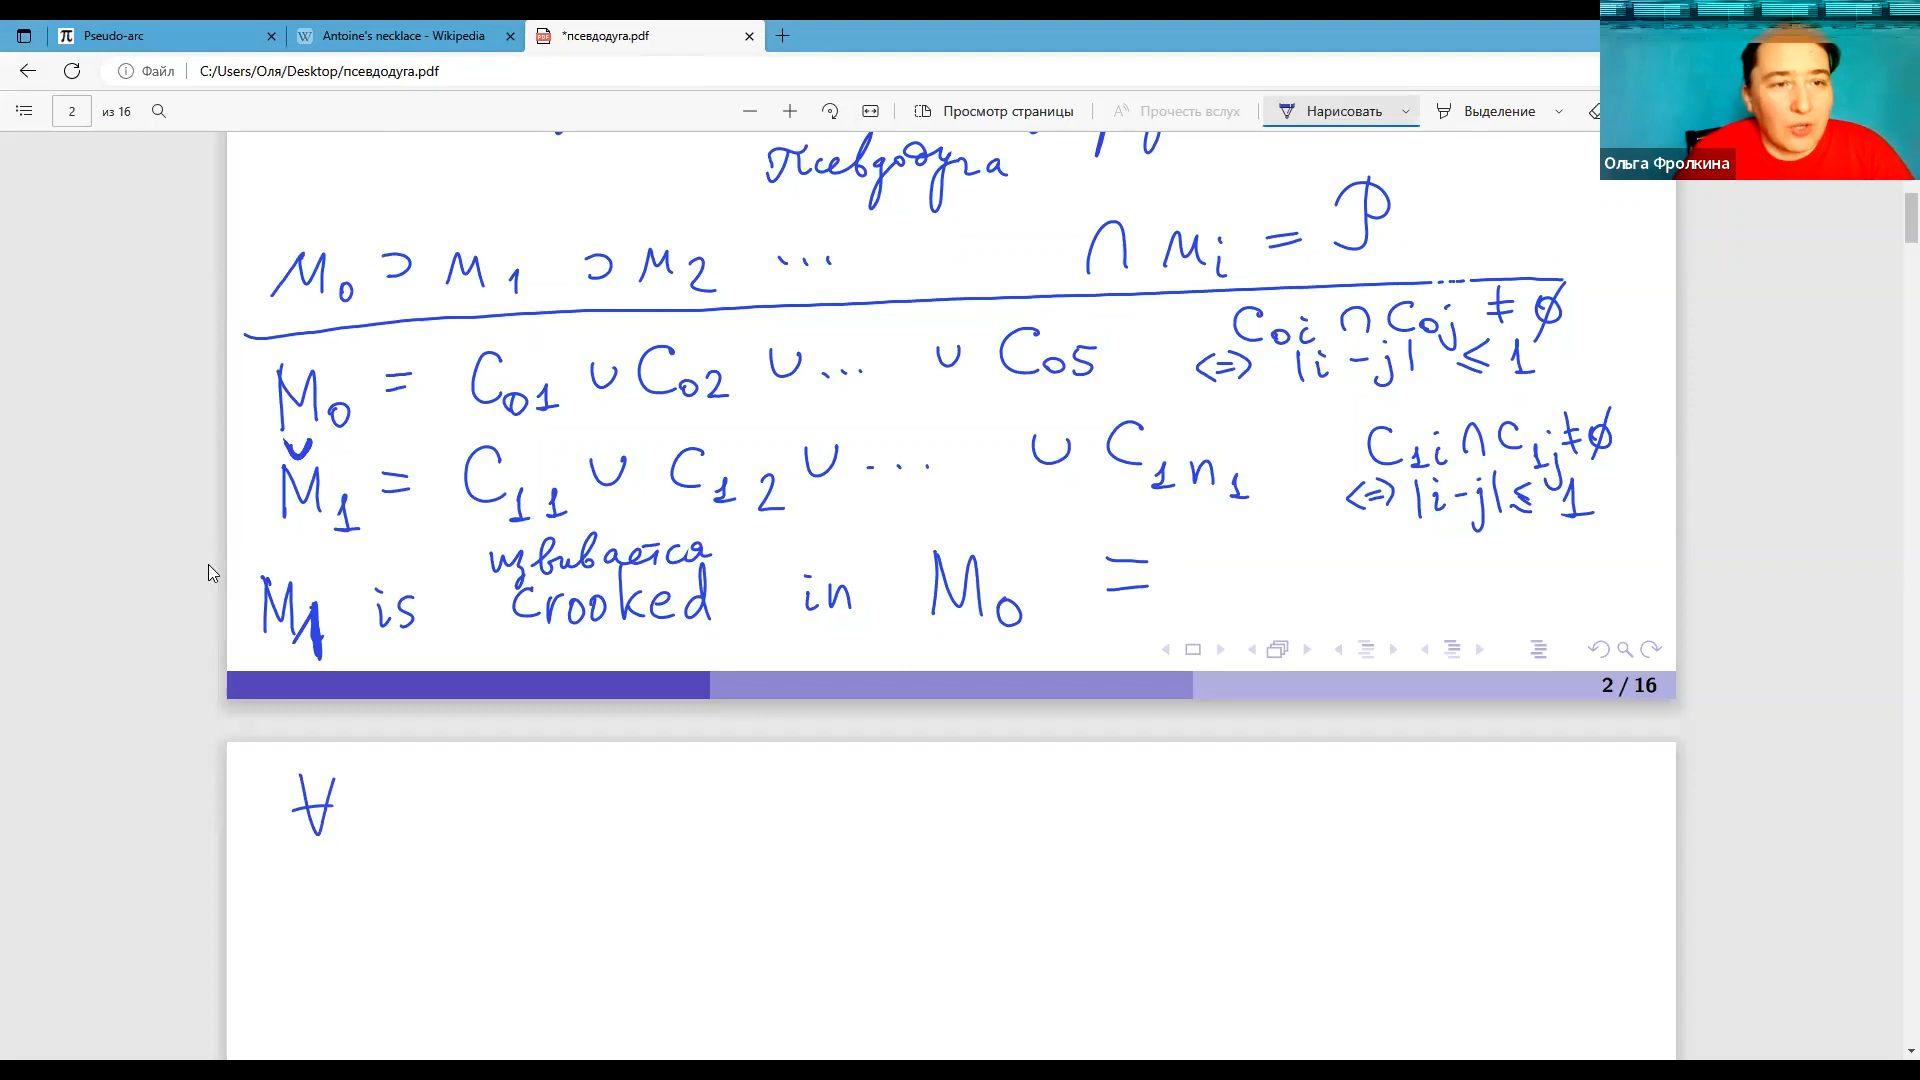 Pseudo-arc
Antoine's necklace - Wikipedia
*псевдодуга.pdf
Файл
C:/Users/Оля/Desktop/псевдодуга.pdf
2 из 16
Просмотр страницы
Прочесть вслух
Нарисовать
Выделение
Ольга Фролкина
Псевдодуга
M₀ ⊃ M₁ ⊃ M₂ ... ∩ Mᵢ = P
M₀ = C₀₁ ∪ C₀₂ ∪ ... ∪ C₀₅
C₀ᵢ ∩ C₀ⱼ ≠ ∅
<=> |i - j| ≤ 1
∪
M₁ = C₁₁ ∪ C₁₂ ∪ ... ∪ C₁ₙ₁
C₁ᵢ ∩ C₁ⱼ ≠ ∅
<=> |i - j| ≤ 1
извивается
M₁ is crooked in M₀ =
2 / 16
∀